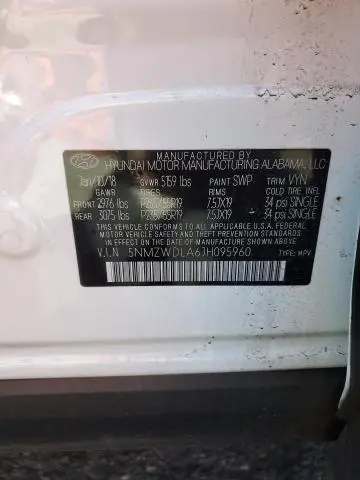 MANUFACTURED BY
HYUNDAI MOTOR MANUFACTURING ALABAMA, LLC
Jan/10/'18 GVWR 5159 lbs PAINT SWP TRIM VYN
GAWR TIRES RIMS COLD TIRE INF.
FRONT 2976 lbs P235/55R19 7.5JX19 34 psi SINGLE
REAR 3075 lbs P235/55R19 7.5JX19 34 psi SINGLE
THIS VEHICLE CONFORMS TO ALL APPLICABLE FEDERAL
MOTOR VEHICLE SAFETY, BUMPER, AND THEFT PREVENTION
STANDARDS IN EFFECT ON THE DATE OF MANUFACTURE SHOWN ABOVE.
V.I.N 5NMZWDLA6JH095960 TYPE: MPV